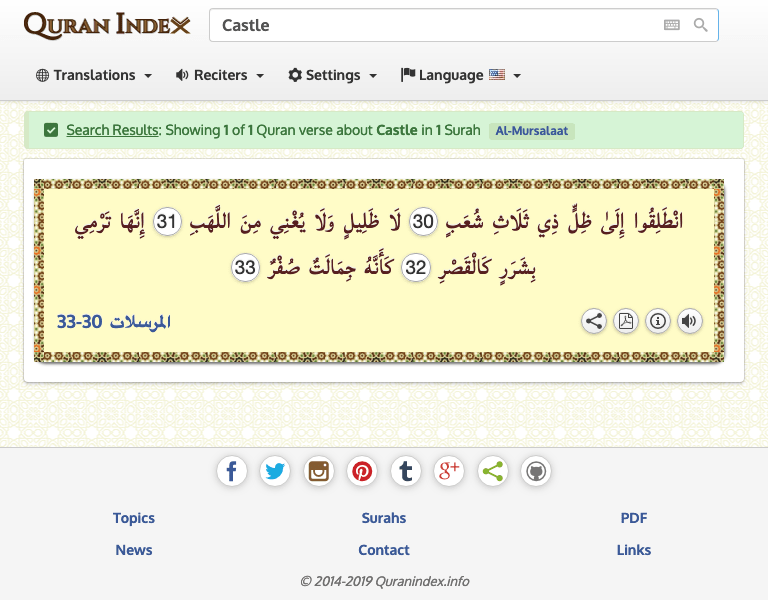 QURAN INDEX
Castle
Translations
Reciters
Settings
Language
Search Results: Showing 1 of 1 Quran verse about Castle in 1 Surah Al-Mursalaat
انْطَلِقُوا إِلَىٰ ظِلٍّ ذِي ثَلَاثِ شُعَبٍ 30 لَا ظَلِيلٍ وَلَا يُغْنِي مِنَ اللَّهَبِ 31 إِنَّهَا تَرْمِي
بِشَرَرٍ كَالْقَصْرِ 32 كَأَنَّهُ جِمَالَتٌ صُفْرٌ 33
المرسلات 30-33
Topics
Surahs
PDF
News
Contact
Links
© 2014-2019 Quranindex.info